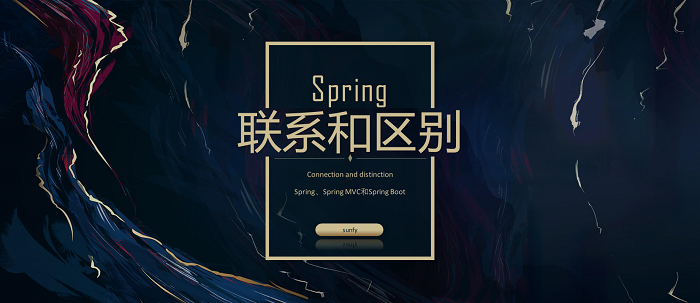 Spring
联系和区别
Connection and distinction
Spring、Spring MVC和Spring Boot
sunfy